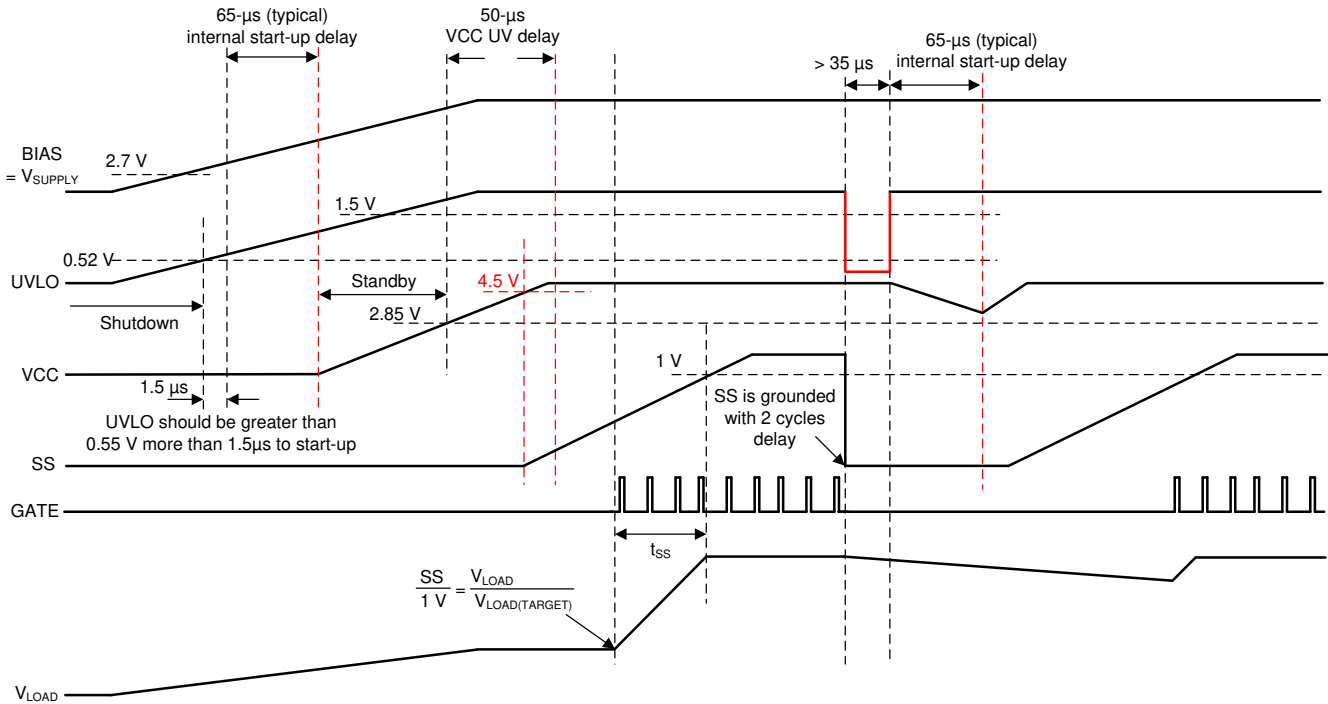 65-µs (typical)
internal start-up delay
50-µs
VCC UV delay
> 35 µs
65-µs (typical)
internal start-up delay
BIAS
= VSUPPLY
2.7 V
1.5 V
0.52 V
UVLO
Standby
4.5 V
Shutdown
2.85 V
VCC
1.5 µs
1 V
UVLO should be greater than
0.55 V more than 1.5µs to start-up
SS is grounded
with 2 cycles
delay
SS
GATE
tSS
SS / 1 V = VLOAD / VLOAD(TARGET)
VLOAD